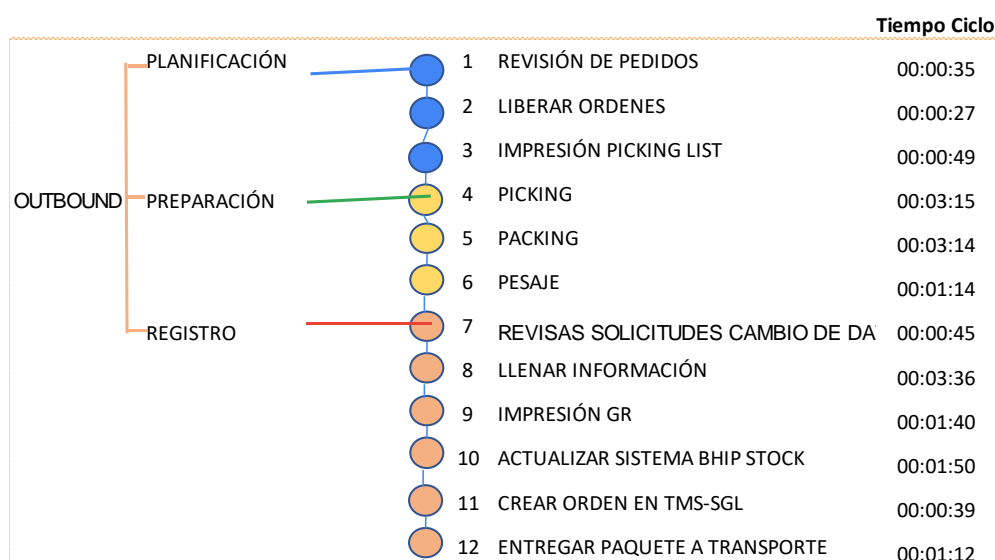 Tiempo Ciclo
PLANIFICACIÓN 1 REVISIÓN DE PEDIDOS 00:00:35
2 LIBERAR ORDENES 00:00:27
3 IMPRESIÓN PICKING LIST 00:00:49
OUTBOUND PREPARACIÓN 4 PICKING 00:03:15
5 PACKING 00:03:14
6 PESAJE 00:01:14
REGISTRO 7 REVISAS SOLICITUDES CAMBIO DE DA 00:00:45
8 LLENAR INFORMACIÓN 00:03:36
9 IMPRESIÓN GR 00:01:40
10 ACTUALIZAR SISTEMA BHIP STOCK 00:01:50
11 CREAR ORDEN EN TMS-SGL 00:00:39
12 ENTREGAR PAQUETE A TRANSPORTE 00:01:12